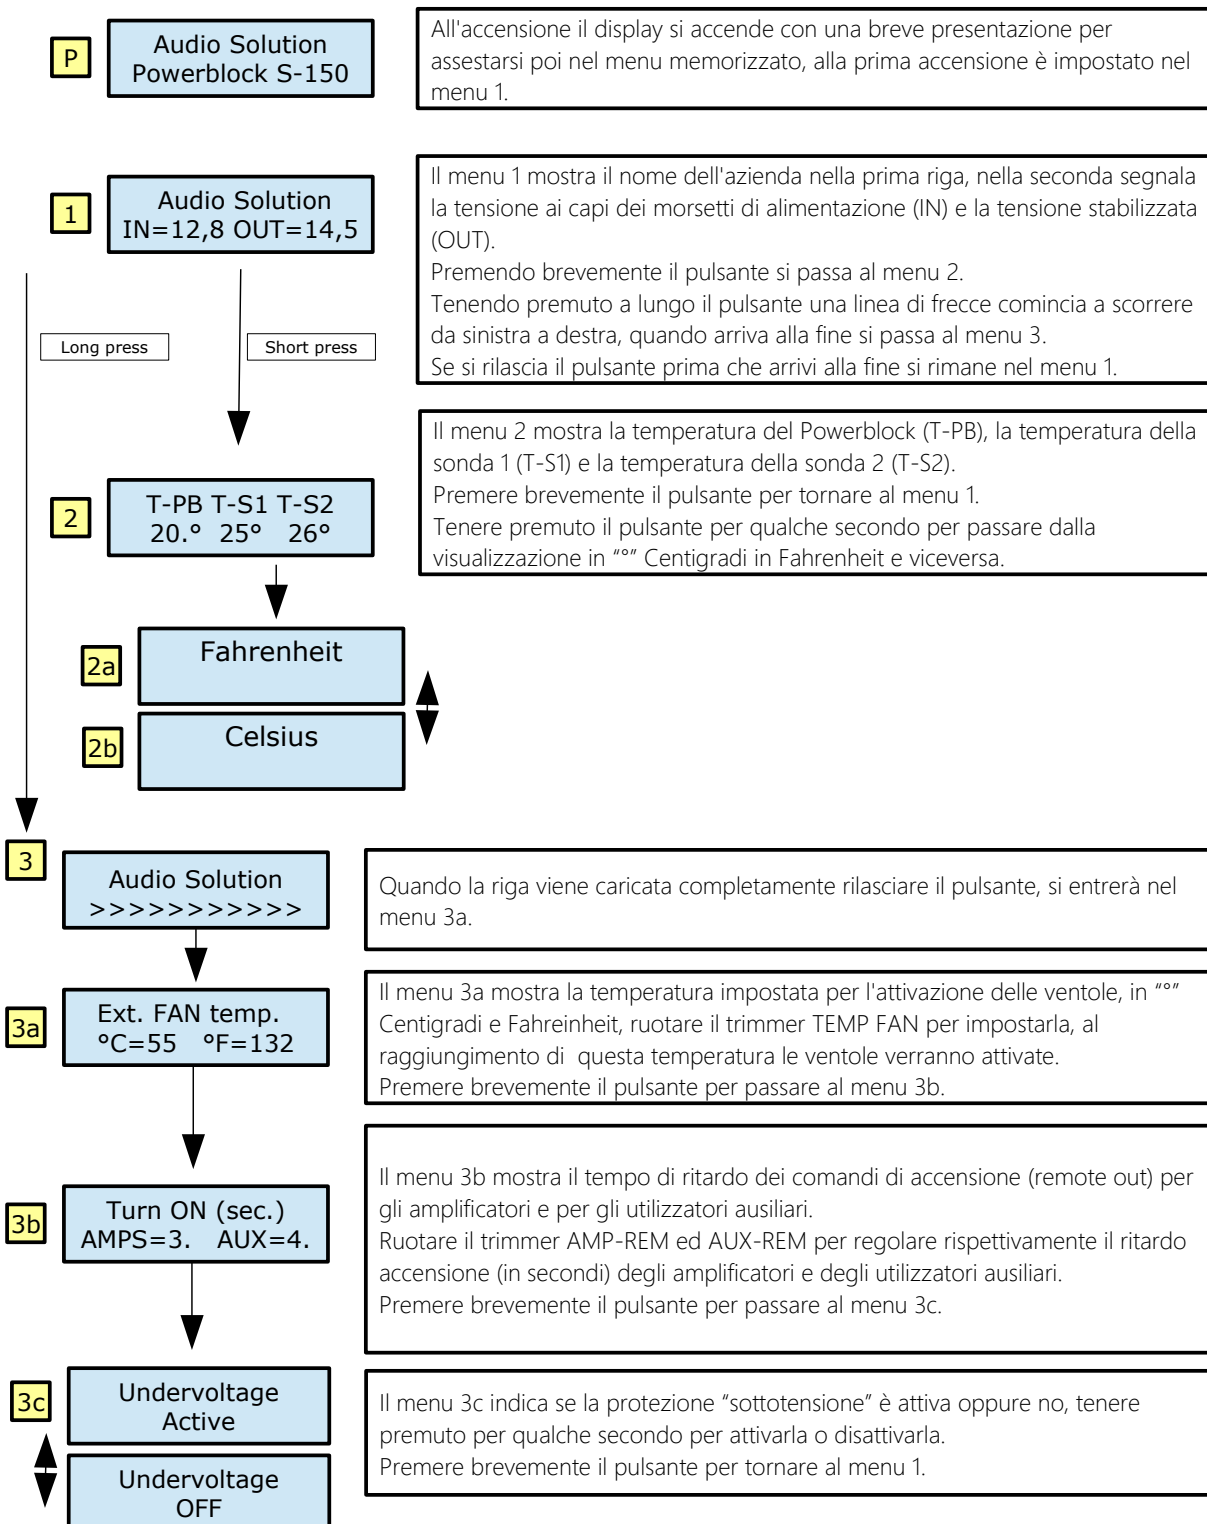 P
Audio Solution
Powerblock S-150
All'accensione il display si accende con una breve presentazione per
assestarsi poi nel menu memorizzato, alla prima accensione è impostato nel
menu 1.
1
Audio Solution
IN=12,8 OUT=14,5
Il menu 1 mostra il nome dell'azienda nella prima riga, nella seconda segnala
la tensione ai capi dei morsetti di alimentazione (IN) e la tensione stabilizzata
(OUT).
Premendo brevemente il pulsante si passa al menu 2.
Tenendo premuto a lungo il pulsante una linea di frecce comincia a scorrere
da sinistra a destra, quando arriva alla fine si passa al menu 3.
Se si rilascia il pulsante prima che arrivi alla fine si rimane nel menu 1.
Long press
Short press
2
T-PB T-S1 T-S2
20.° 25° 26°
Il menu 2 mostra la temperatura del Powerblock (T-PB), la temperatura della
sonda 1 (T-S1) e la temperatura della sonda 2 (T-S2).
Premere brevemente il pulsante per tornare al menu 1.
Tenere premuto il pulsante per qualche secondo per passare dalla
visualizzazione in “°” Centigradi in Fahrenheit e viceversa.
2a
Fahrenheit
2b
Celsius
3
Audio Solution
>>>>>>>>>>>
Quando la riga viene caricata completamente rilasciare il pulsante, si entrerà nel
menu 3a.
3a
Ext. FAN temp.
°C=55 °F=132
Il menu 3a mostra la temperatura impostata per l'attivazione delle ventole, in “°”
Centigradi e Fahreinheit, ruotare il trimmer TEMP FAN per impostarla, al
raggiungimento di questa temperatura le ventole verranno attivate.
Premere brevemente il pulsante per passare al menu 3b.
3b
Turn ON (sec.)
AMPS=3. AUX=4.
Il menu 3b mostra il tempo di ritardo dei comandi di accensione (remote out) per
gli amplificatori e per gli utilizzatori ausiliari.
Ruotare il trimmer AMP-REM ed AUX-REM per regolare rispettivamente il ritardo
accensione (in secondi) degli amplificatori e degli utilizzatori ausiliari.
Premere brevemente il pulsante per passare al menu 3c.
3c
Undervoltage
Active
Undervoltage
OFF
Il menu 3c indica se la protezione “sottotensione” è attiva oppure no, tenere
premuto per qualche secondo per attivarla o disattivarla.
Premere brevemente il pulsante per tornare al menu 1.